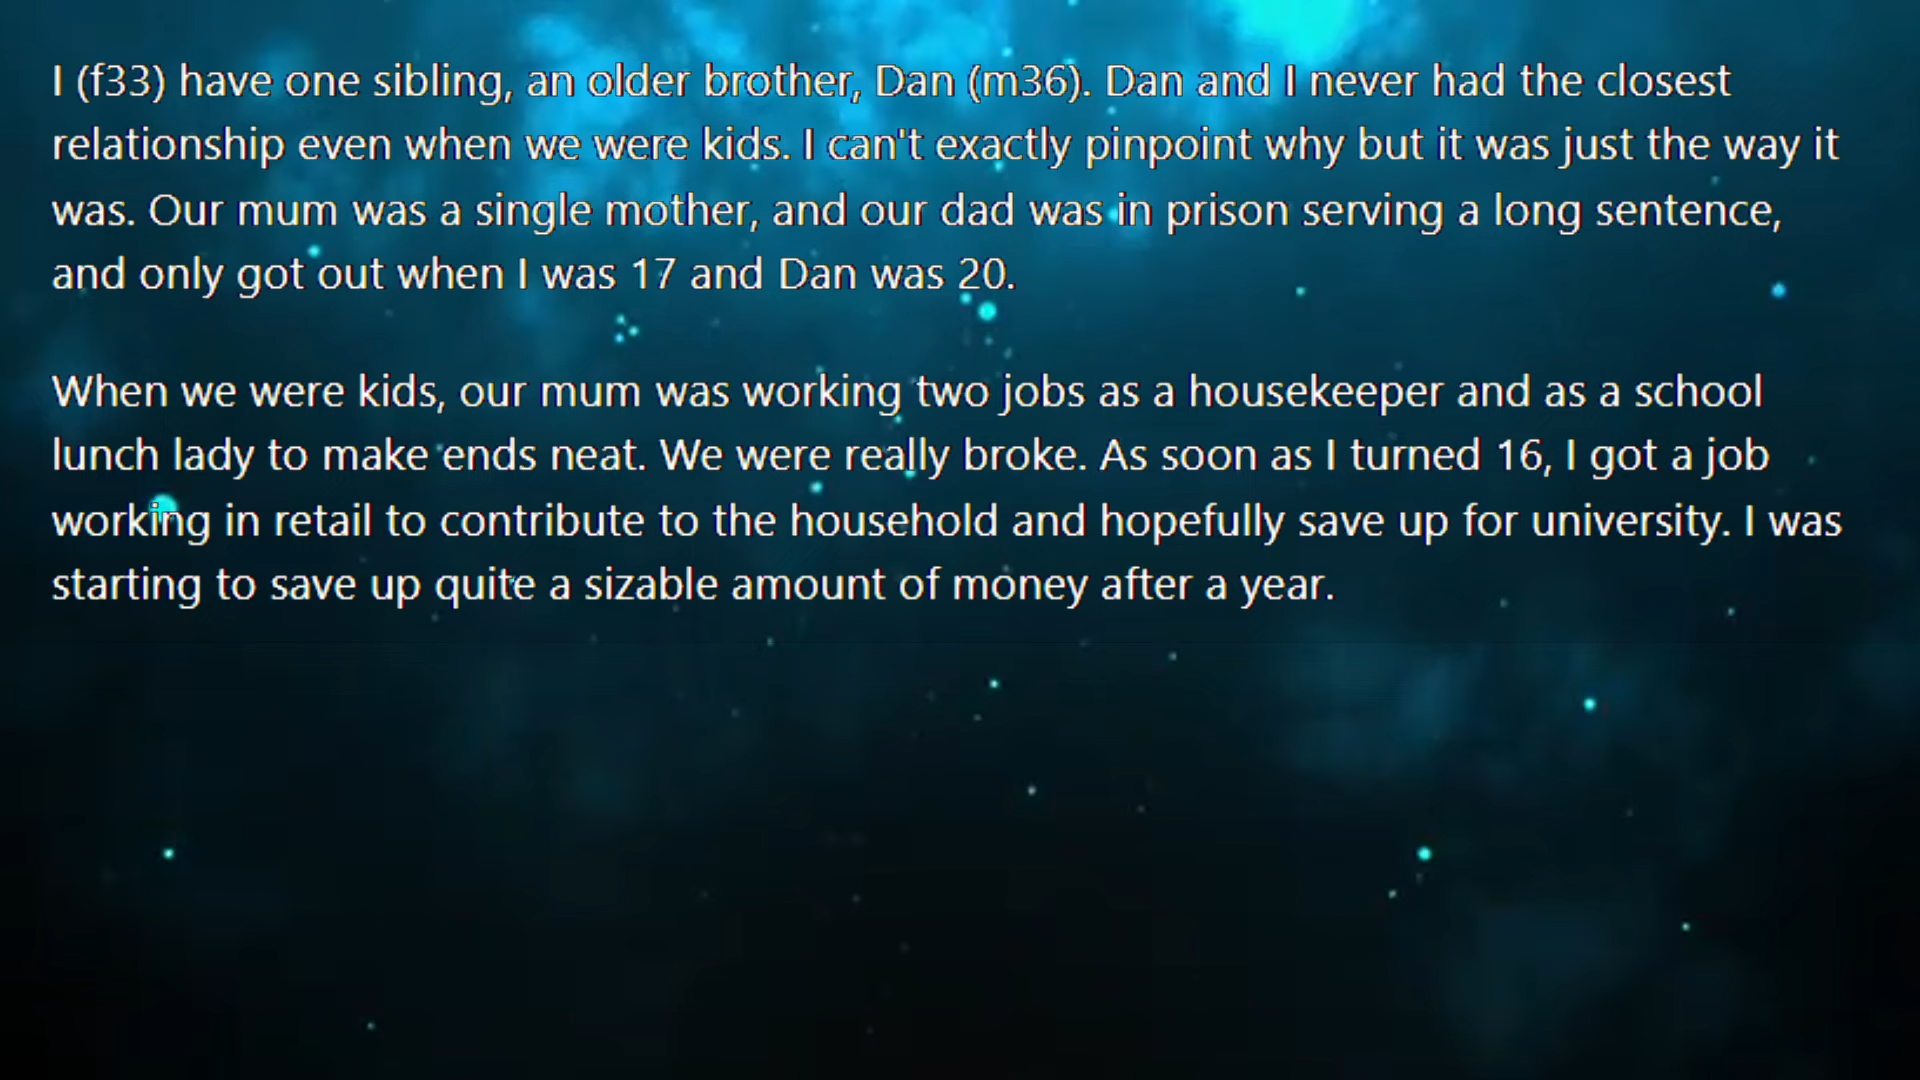 I (f33) have one sibling, an older brother, Dan (m36). Dan and I never had the closest
relationship even when we were kids. I can't exactly pinpoint why but it was just the way it
was. Our mum was a single mother, and our dad was in prison serving a long sentence,
and only got out when I was 17 and Dan was 20.
When we were kids, our mum was working two jobs as a housekeeper and as a school
lunch lady to make ends neat. We were really broke. As soon as I turned 16, I got a job
working in retail to contribute to the household and hopefully save up for university. I was
starting to save up quite a sizable amount of money after a year.